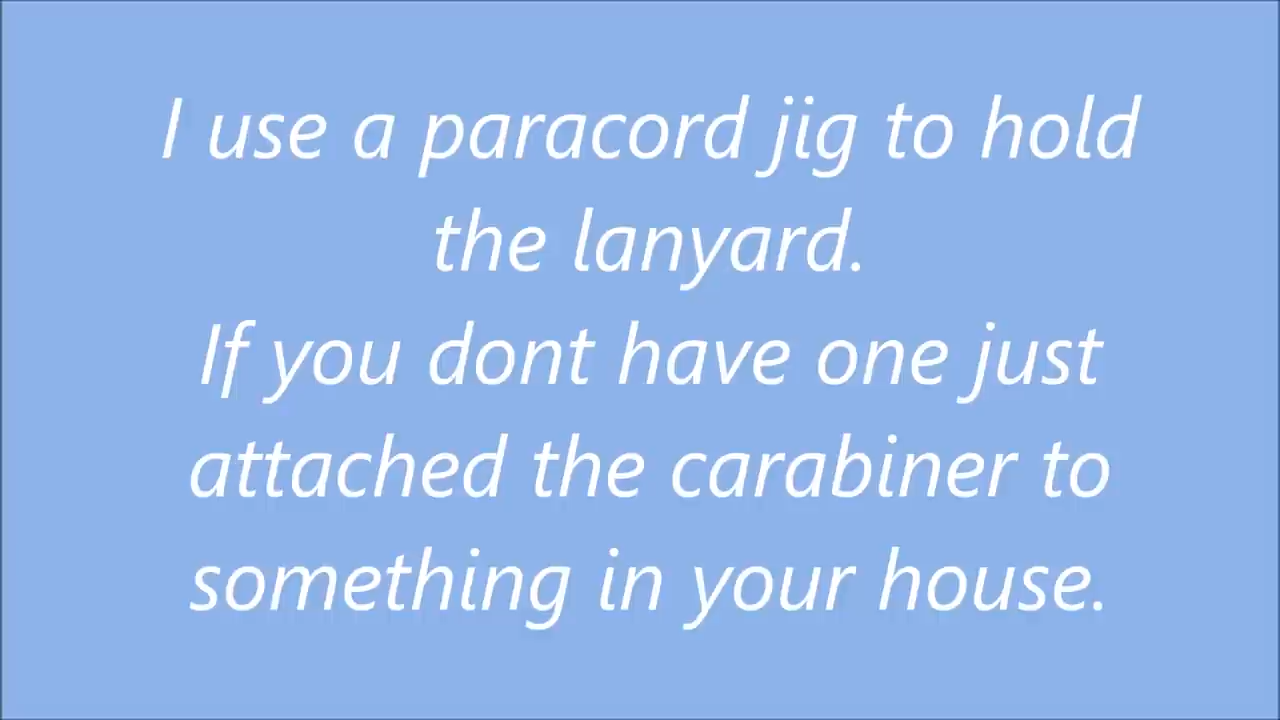 I use a paracord jig to hold
the lanyard.
If you dont have one just
attached the carabiner to
something in your house.